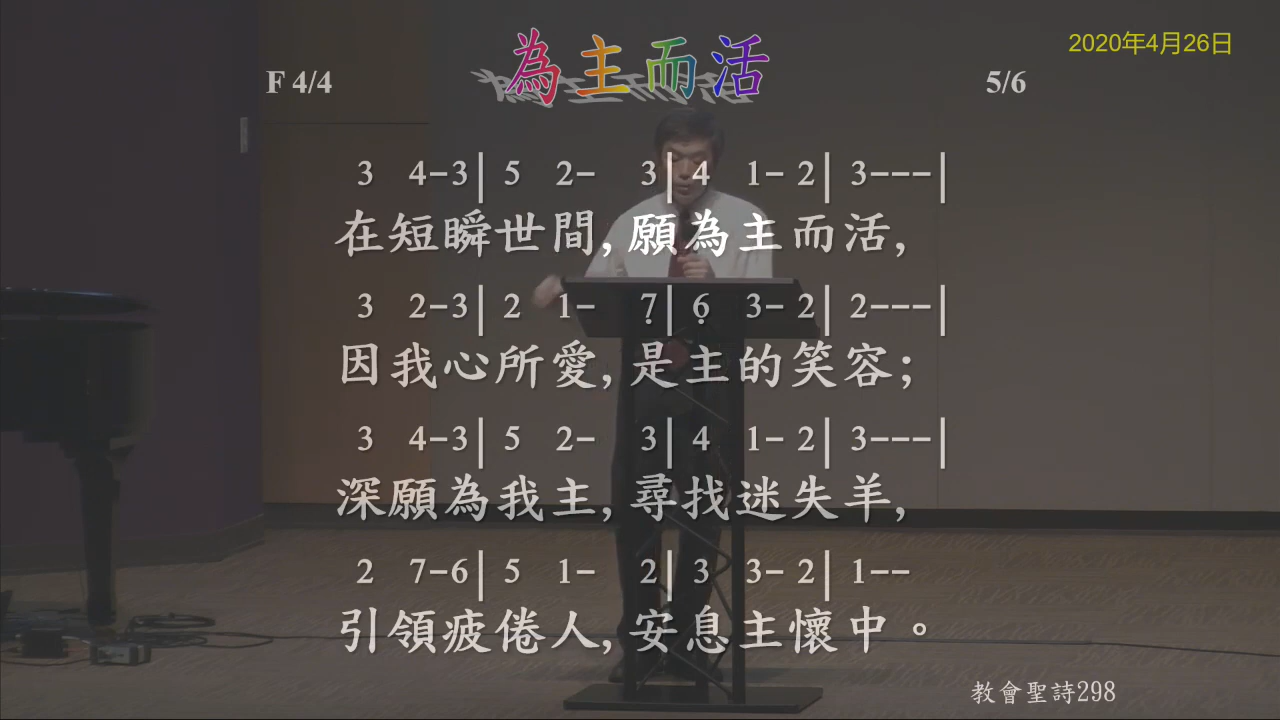 為主而活
2020年4月26日
F 4/4
5/6
3 4-3| 5 2- 3| 4 1- 2| 3---|
在短瞬世間,願為主而活,
3 2-3| 2 1- 7̣| 6̣ 3- 2| 2---|
因我心所愛,是主的笑容;
3 4-3| 5 2- 3| 4 1- 2| 3---|
深願為我主,尋找迷失羊,
2 7-6| 5 1- 2| 3 3- 2| 1--
引領疲倦人,安息主懷中。
教會聖詩298